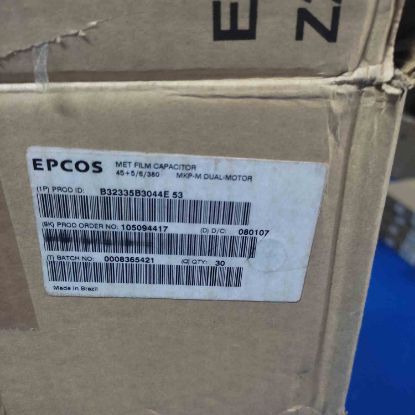 EPCOS MET FILM CAPACITOR
45+5/6/380 MKP-M DUAL-MOTOR
(1P) PROD ID: B32335B3044E 53
(9K) PROD ORDER NO: 105094417 (D) D/C: 080107
(T) BATCH NO: 0008365421 (Q) QTY: 30
Made in Brazil